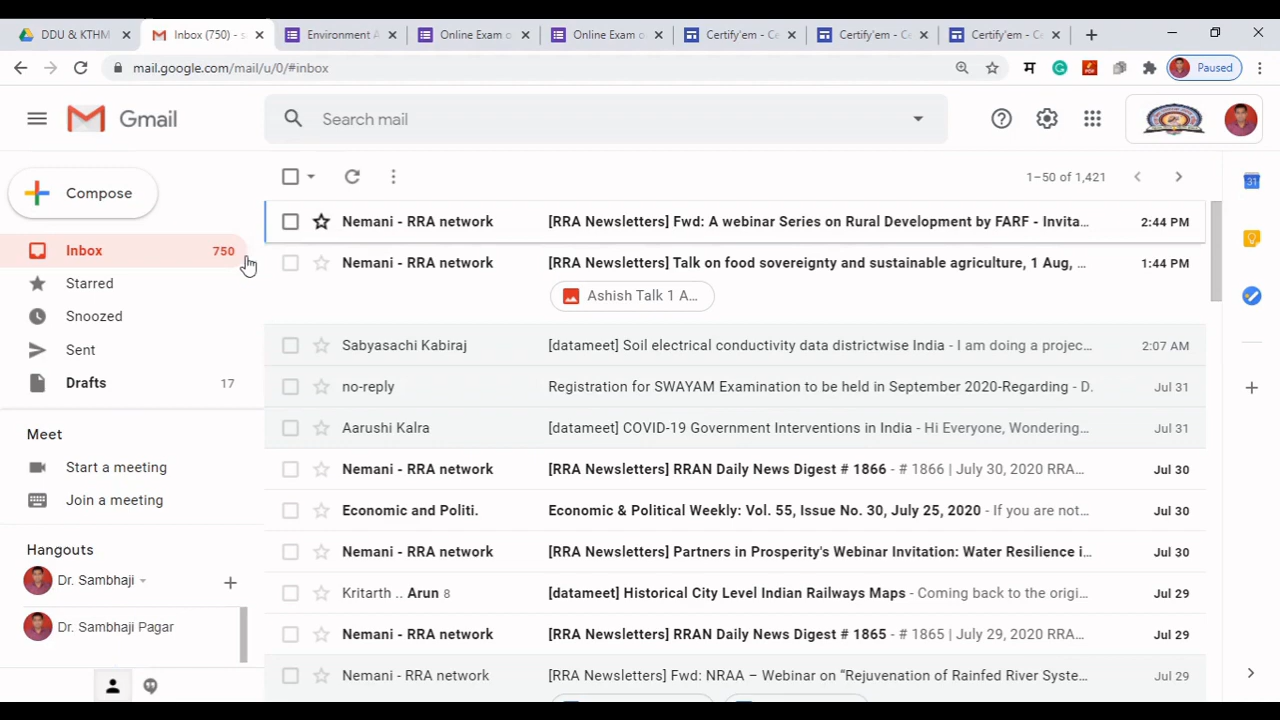 DDU & KTHM
Inbox (750) - s
Environment A
Online Exam o
Online Exam o
Certify'em - Ce
Certify'em - Ce
Certify'em - Ce
mail.google.com/mail/u/0/#inbox
म
PDF
Paused
Gmail
Search mail
Compose
1–50 of 1,421
31
Inbox 750
Starred
Snoozed
Sent
Drafts 17
Meet
Start a meeting
Join a meeting
Hangouts
Dr. Sambhaji
Dr. Sambhaji Pagar
Nemani - RRA network [RRA Newsletters] Fwd: A webinar Series on Rural Development by FARF - Invita... 2:44 PM
Nemani - RRA network [RRA Newsletters] Talk on food sovereignty and sustainable agriculture, 1 Aug, ... 1:44 PM
Ashish Talk 1 A...
Sabyasachi Kabiraj [datameet] Soil electrical conductivity data districtwise India - I am doing a projec... 2:07 AM
no-reply Registration for SWAYAM Examination to be held in September 2020-Regarding - D. Jul 31
Aarushi Kalra [datameet] COVID-19 Government Interventions in India - Hi Everyone, Wondering... Jul 31
Nemani - RRA network [RRA Newsletters] RRAN Daily News Digest # 1866 - # 1866 | July 30, 2020 RRA... Jul 30
Economic and Politi. Economic & Political Weekly: Vol. 55, Issue No. 30, July 25, 2020 - If you are not... Jul 30
Nemani - RRA network [RRA Newsletters] Partners in Prosperity's Webinar Invitation: Water Resilience i... Jul 30
Kritarth .. Arun 8 [datameet] Historical City Level Indian Railways Maps - Coming back to the origi... Jul 29
Nemani - RRA network [RRA Newsletters] RRAN Daily News Digest # 1865 - # 1865 | July 29, 2020 RRA... Jul 29
Nemani - RRA network [RRA Newsletters] Fwd: NRAA – Webinar on “Rejuvenation of Rainfed River Syste... Jul 29